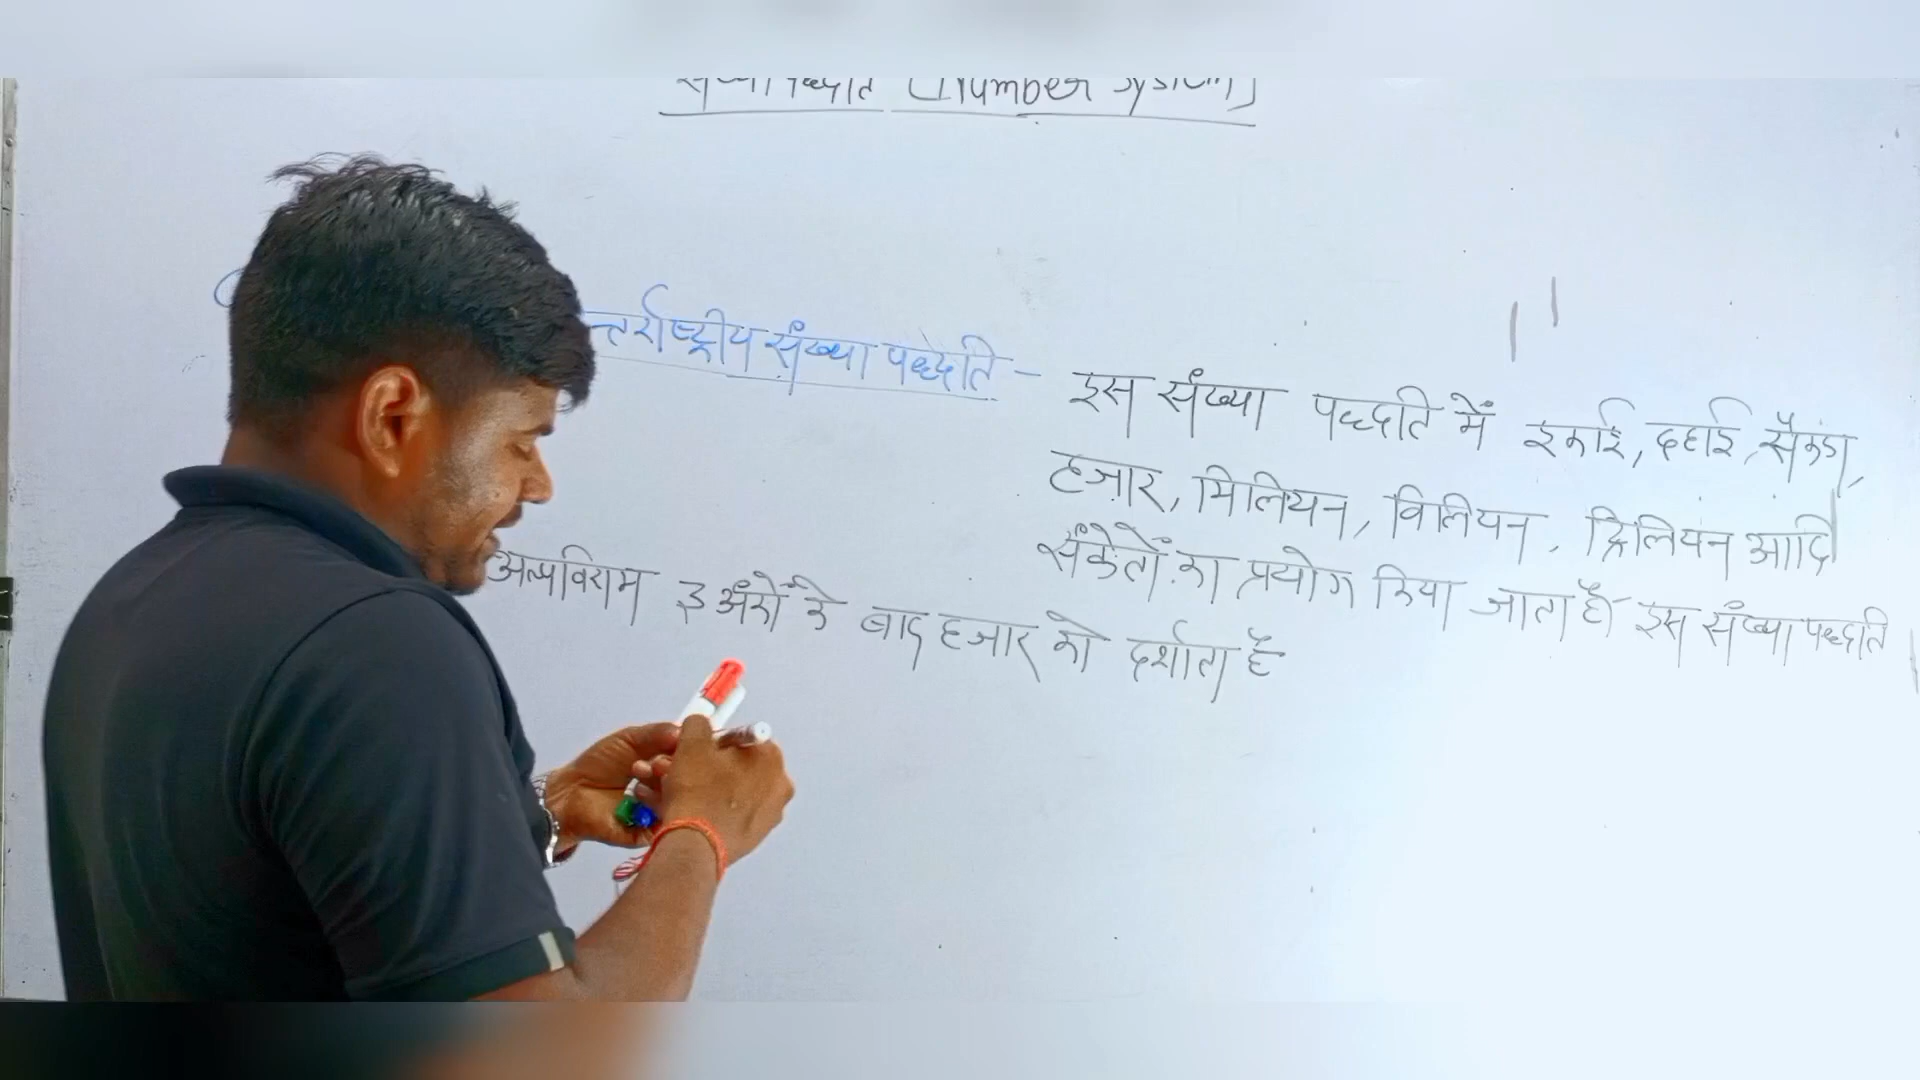 संख्या पद्धति (Number System)
न्तर्राष्ट्रीय संख्या पद्धति -
इस संख्या पद्धति में इकाई, दहाई, सैकड़ा,
हजार, मिलियन, विलियन, ट्रिलियन आदि
संकेतों का प्रयोग किया जाता है इस संख्या पद्धति
अल्पविराम 3 अंकों के बाद हजार को दर्शाता है